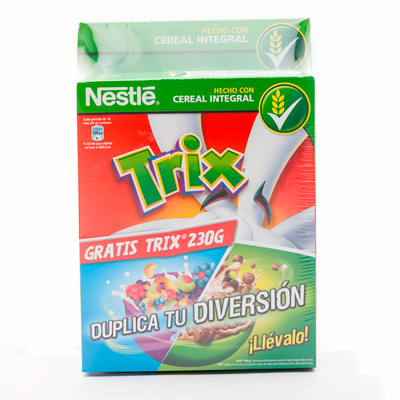 HECHO CON
CEREAL INTEGRAL
Nestlé®
HECHO CON
CEREAL INTEGRAL
Trix
GRATIS TRIX® 230G
DUPLICA TU DIVERSIÓN
¡Llévalo!